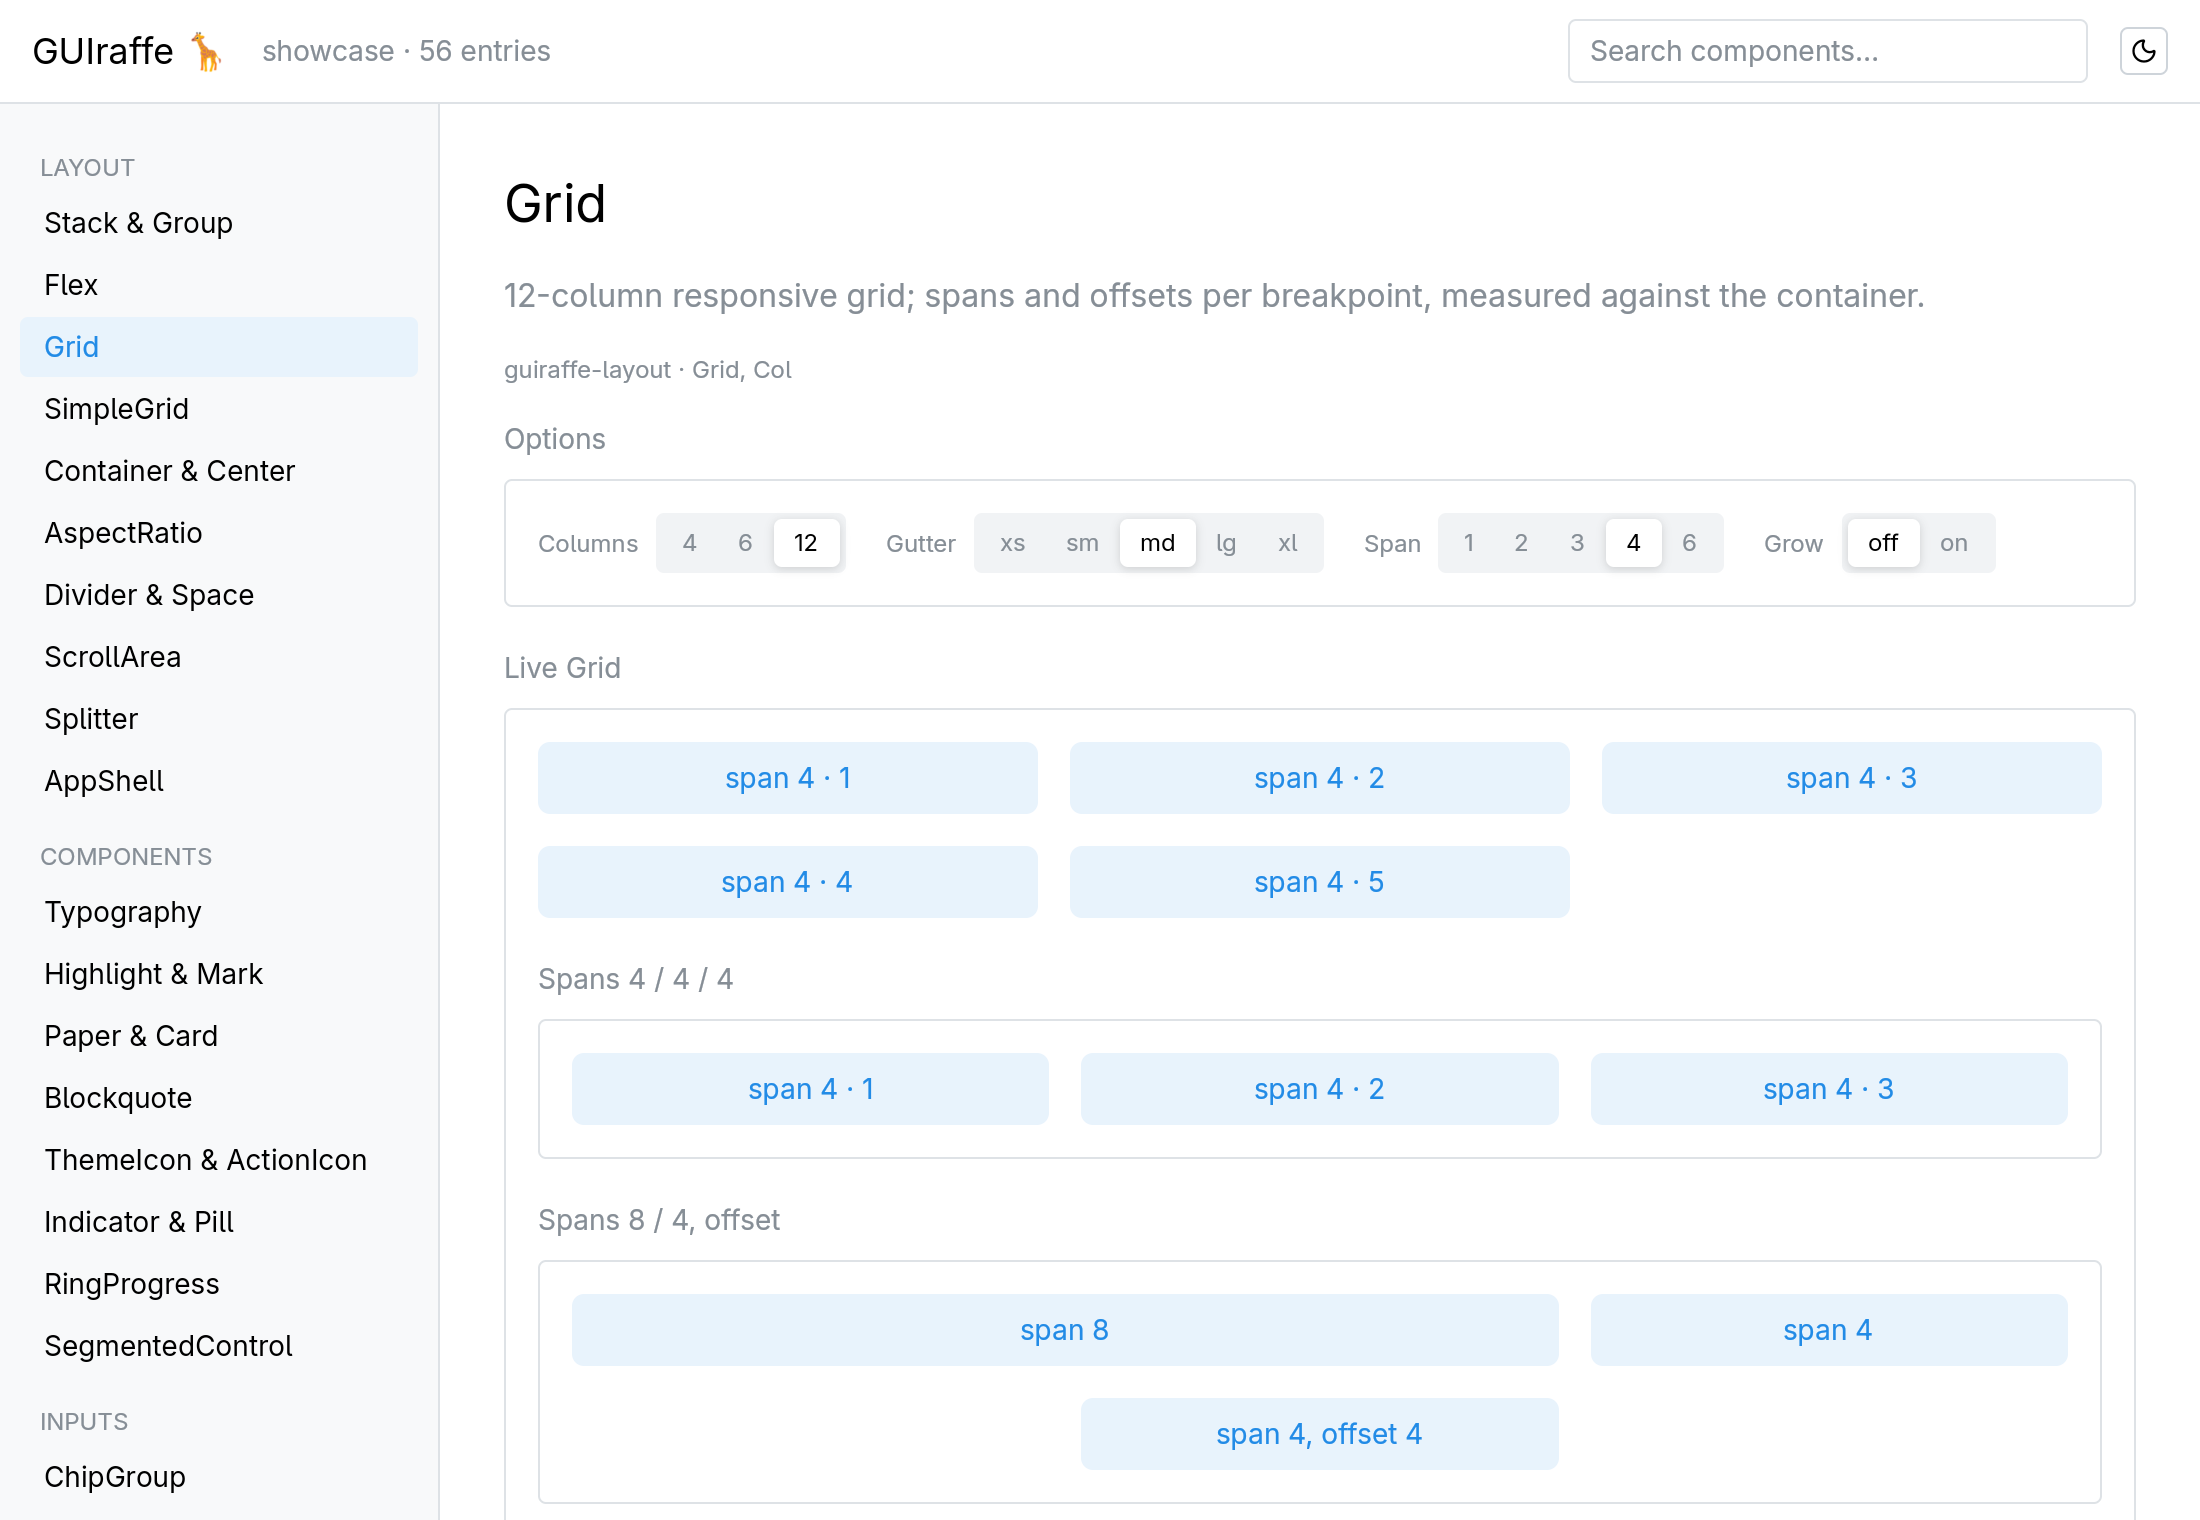 GUIraffe 🦒 showcase · 56 entries Search components...
LAYOUT
Stack & Group
Flex
Grid
SimpleGrid
Container & Center
AspectRatio
Divider & Space
ScrollArea
Splitter
AppShell
COMPONENTS
Typography
Highlight & Mark
Paper & Card
Blockquote
ThemeIcon & ActionIcon
Indicator & Pill
RingProgress
SegmentedControl
INPUTS
ChipGroup
Grid
12-column responsive grid; spans and offsets per breakpoint, measured against the container.
guiraffe-layout · Grid, Col
Options
Columns 4 6 12 Gutter xs sm md lg xl Span 1 2 3 4 6 Grow off on
Live Grid
span 4 · 1 span 4 · 2 span 4 · 3
span 4 · 4 span 4 · 5
Spans 4 / 4 / 4
span 4 · 1 span 4 · 2 span 4 · 3
Spans 8 / 4, offset
span 8 span 4
span 4, offset 4